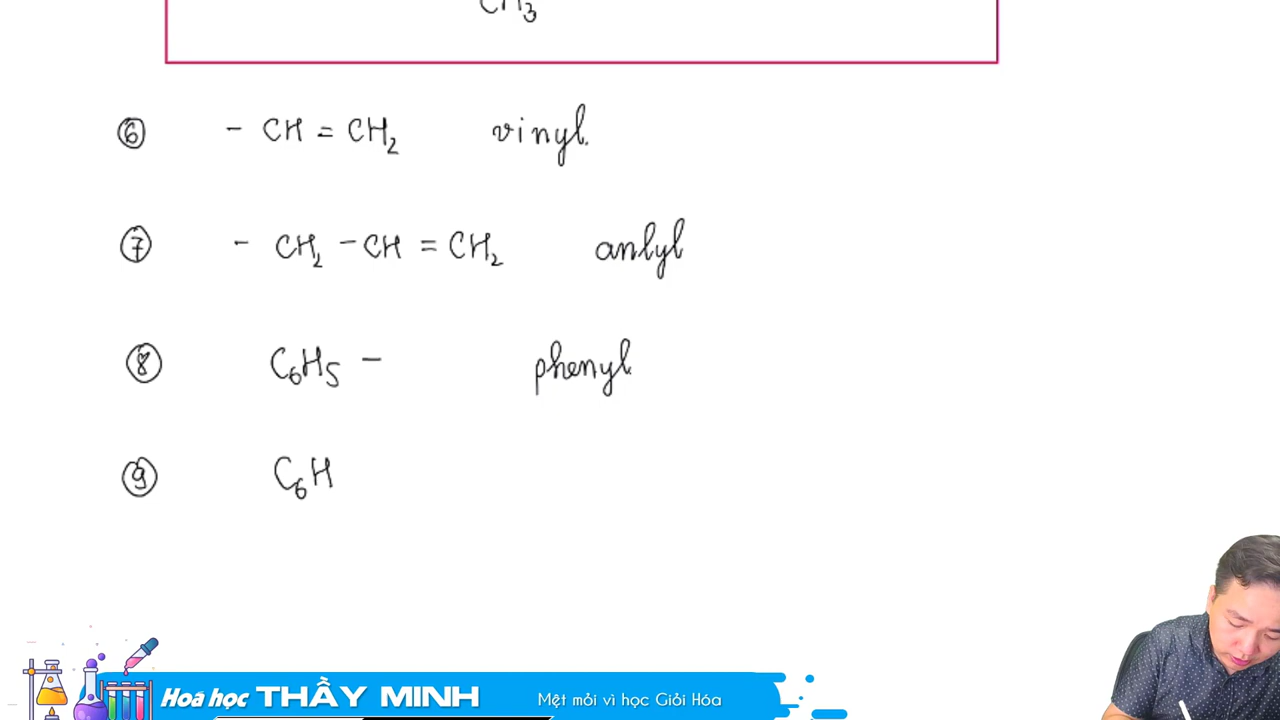 CH₃
⑥ - CH = CH₂ vinyl.
⑦ - CH₂ - CH = CH₂ anlyl
⑧ C₆H₅ - phenyl.
⑨ C₆H
Hoá học THẦY MINH Mệt mỏi vì học Giỏi Hóa